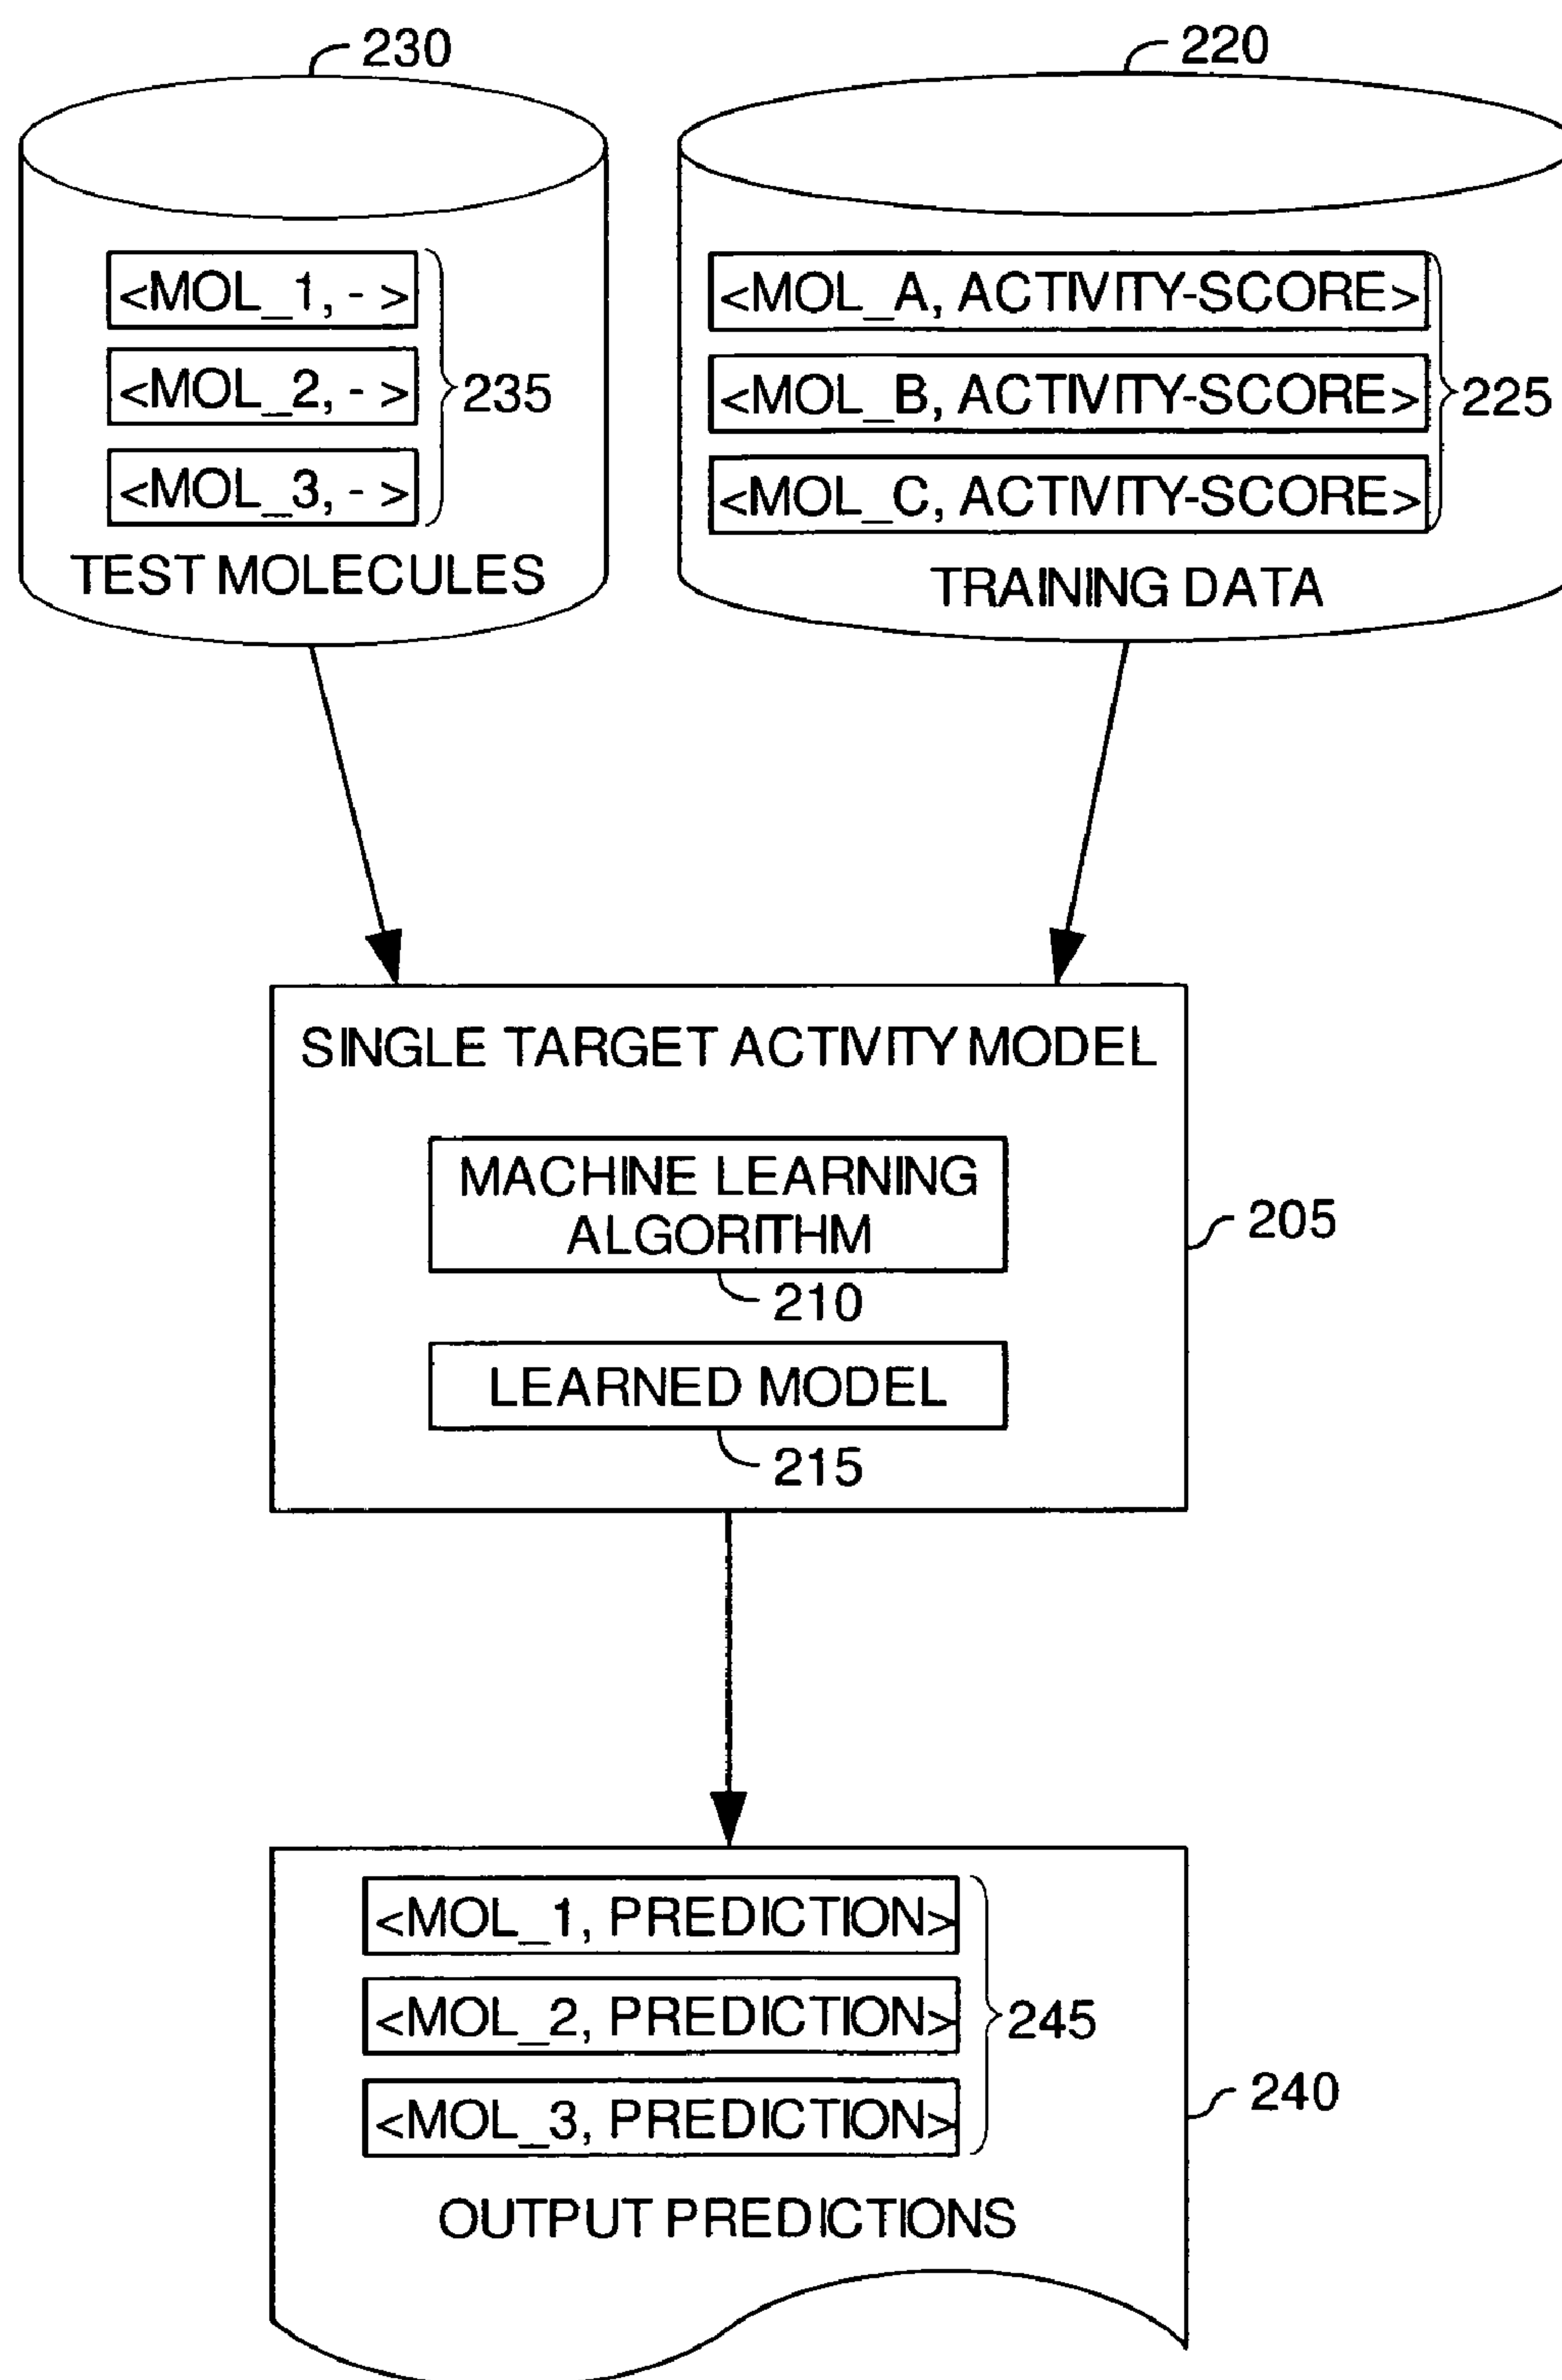 230
220
<MOL_1, - >
<MOL_2, - >
<MOL_3, - >
235
TEST MOLECULES
<MOL_A, ACTIVITY-SCORE>
<MOL_B, ACTIVITY-SCORE>
<MOL_C, ACTIVITY-SCORE>
225
TRAINING DATA
SINGLE TARGET ACTIVITY MODEL
MACHINE LEARNING
ALGORITHM
210
205
LEARNED MODEL
215
<MOL_1, PREDICTION>
<MOL_2, PREDICTION>
<MOL_3, PREDICTION>
245
240
OUTPUT PREDICTIONS